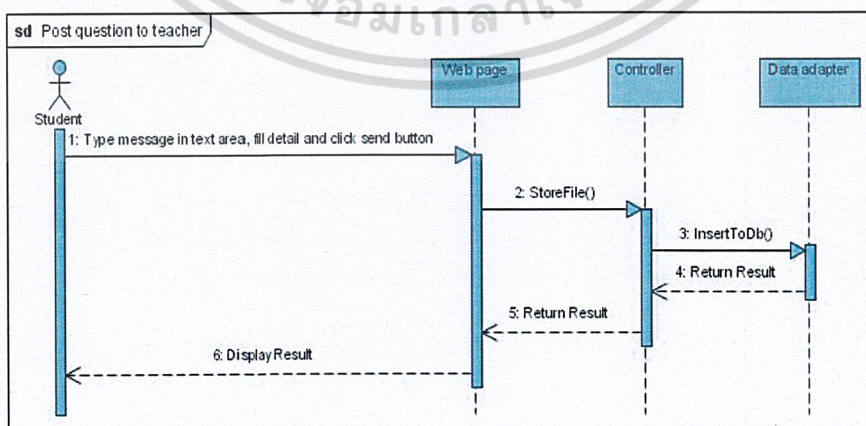 sd Post question to teacher
Student
Web page
Controller
Data adapter
1: Type message in text area, fill detail and click send button
2: StoreFile()
3: InsertToDb()
4: Return Result
5: Return Result
6: DisplayResult